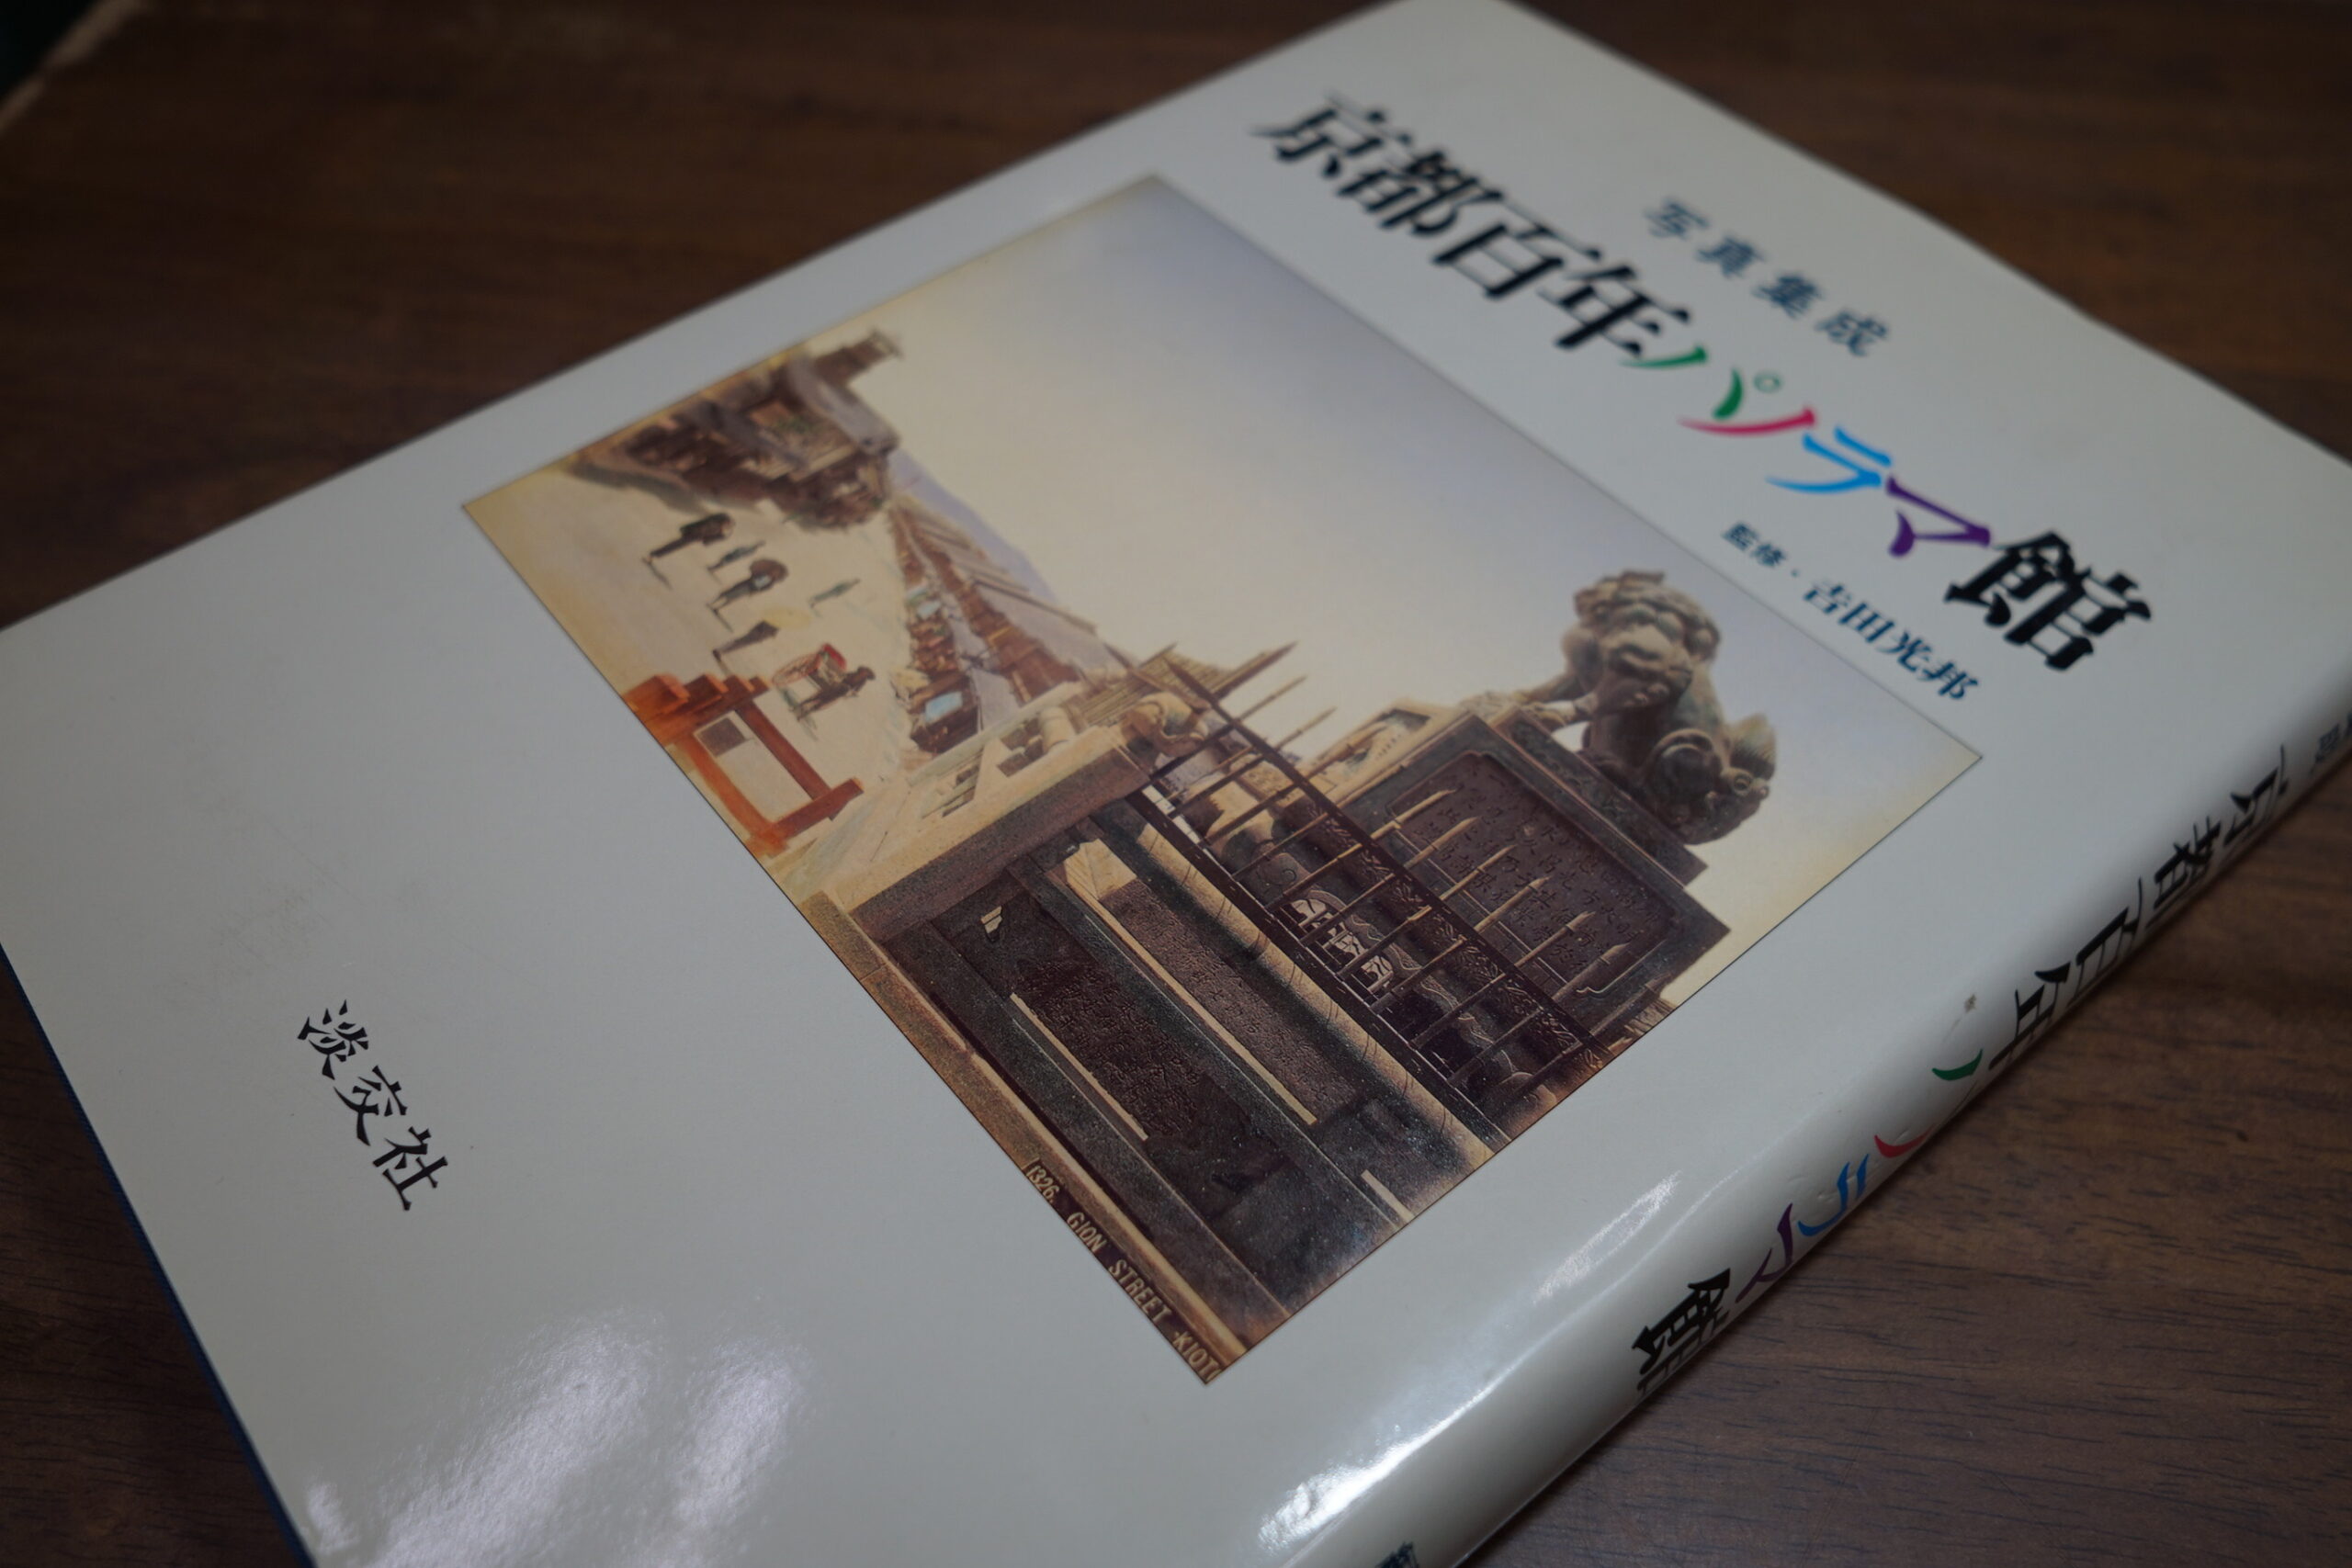 写真集成
京都百年パノラマ館
監修・吉田光邦
1326. GION STREET KIOTO
淡交社
京都百年パノラマ館